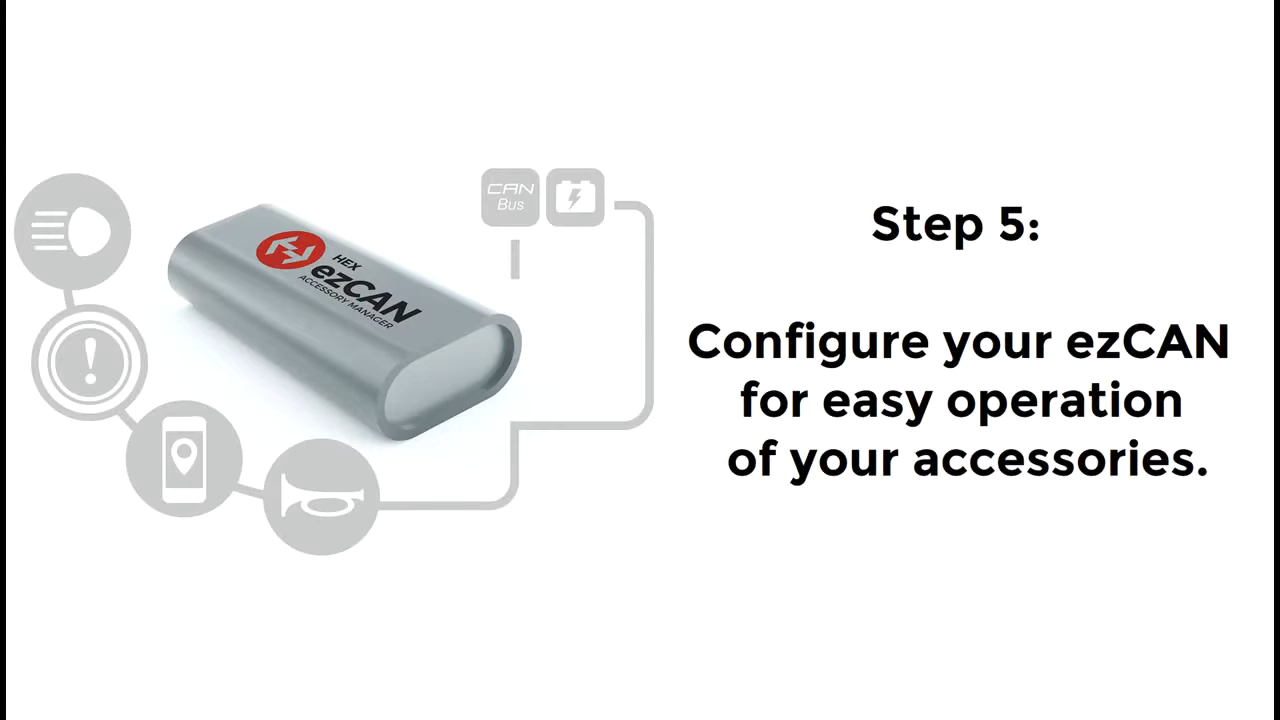 CAN
Bus
HEX
ezCAN
ACCESSORY MANAGER
Step 5:
Configure your ezCAN
for easy operation
of your accessories.